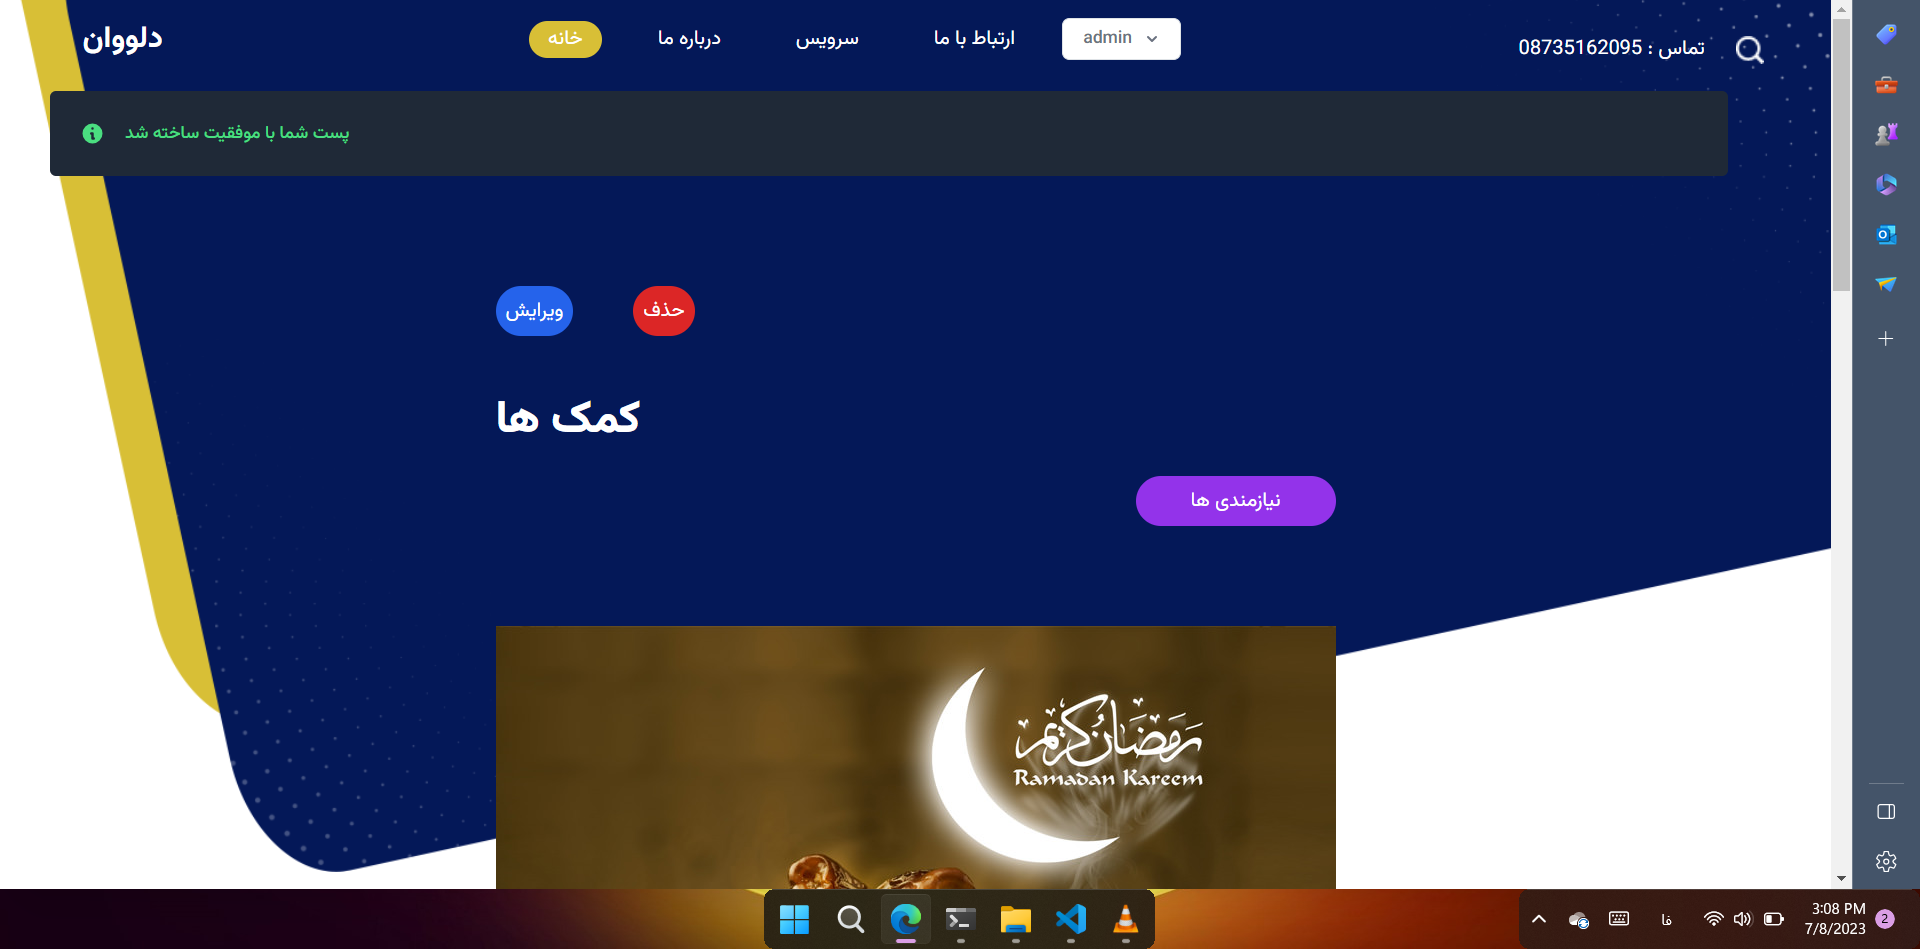 دلووان
خانه
درباره ما
سرویس
ارتباط با ما
admin
تماس : 08735162095
پست شما با موفقیت ساخته شد
ویرایش
حذف
کمک ها
نیازمندی ها
رمضان كريم
Ramadan Kareem
فا
3:08 PM
7/8/2023
2